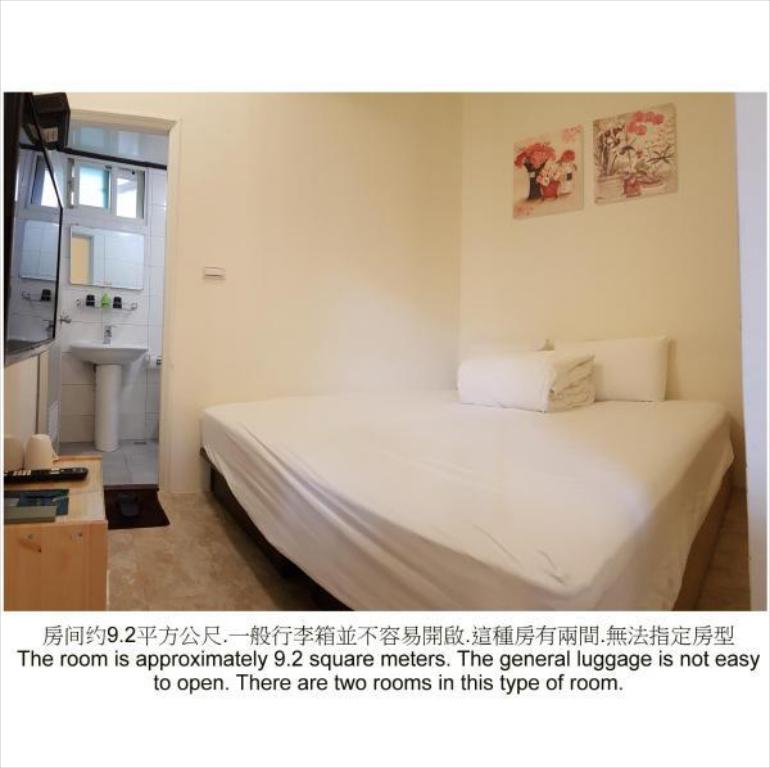 房间约9.2平方公尺.一般行李箱並不容易開啟.這種房有兩間.無法指定房型
The room is approximately 9.2 square meters. The general luggage is not easy
to open. There are two rooms in this type of room.